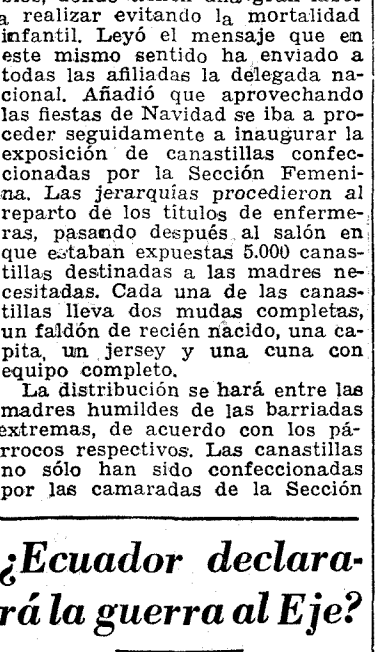 a realizar evitando la mortalidad
infantil. Leyó el mensaje que en
este mismo sentido ha enviado a
todas las afiliadas la delegada na-
cional. Añadió que aprovechando
las fiestas de Navidad se iba a pro-
ceder seguidamente a inaugurar la
exposición de canastillas confec-
cionadas por la Sección Femeni-
na. Las jerarquías procedieron al
reparto de los títulos de enferme-
ras, pasando después al salón en
que estaban expuestas 5.000 canas-
tillas destinadas a las madres ne-
cesitadas. Cada una de las canas-
tillas lleva dos mudas completas,
un faldón de recién nacido, una ca-
pita, un jersey y una cuna con
equipo completo.
La distribución se hará entre las
madres humildes de las barriadas
extremas, de acuerdo con los pá-
rrocos respectivos. Las canastillas
no sólo han sido confeccionadas
por las camaradas de la Sección
¿Ecuador declara-
rá la guerra al Eje?